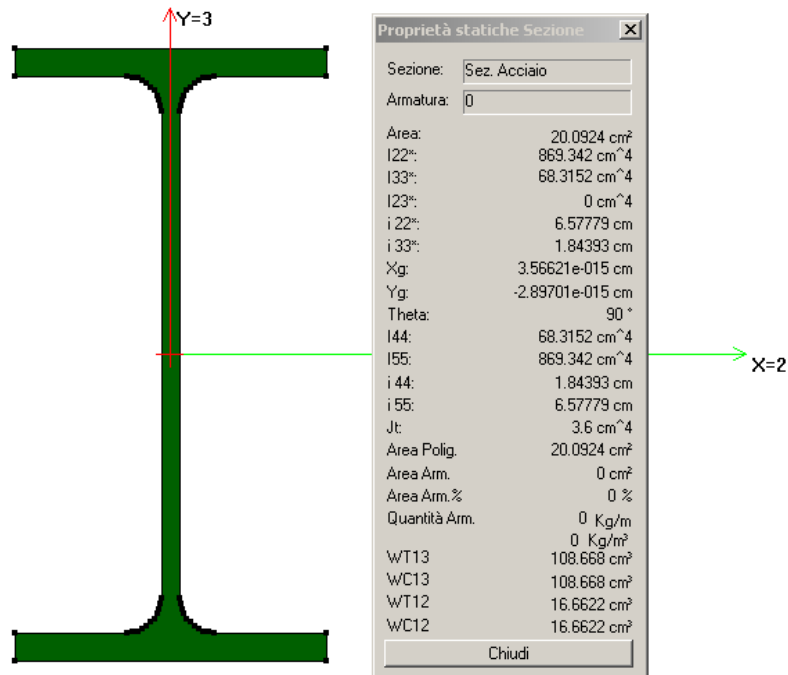 Y=3
X=2
Proprietà statiche Sezione
Sezione: Sez. Acciaio
Armatura: 0
Area: 20.0924 cm²
I22*: 869.342 cm^4
I33*: 68.3152 cm^4
I23*: 0 cm^4
i 22*: 6.57779 cm
i 33*: 1.84393 cm
Xg: 3.56621e-015 cm
Yg: -2.89701e-015 cm
Theta: 90 °
I44: 68.3152 cm^4
I55: 869.342 cm^4
i 44: 1.84393 cm
i 55: 6.57779 cm
Jt: 3.6 cm^4
Area Polig. 20.0924 cm²
Area Arm. 0 cm²
Area Arm.% 0 %
Quantità Arm. 0 Kg/m
0 Kg/m³
WT13 108.668 cm³
WC13 108.668 cm³
WT12 16.6622 cm³
WC12 16.6622 cm³
Chiudi